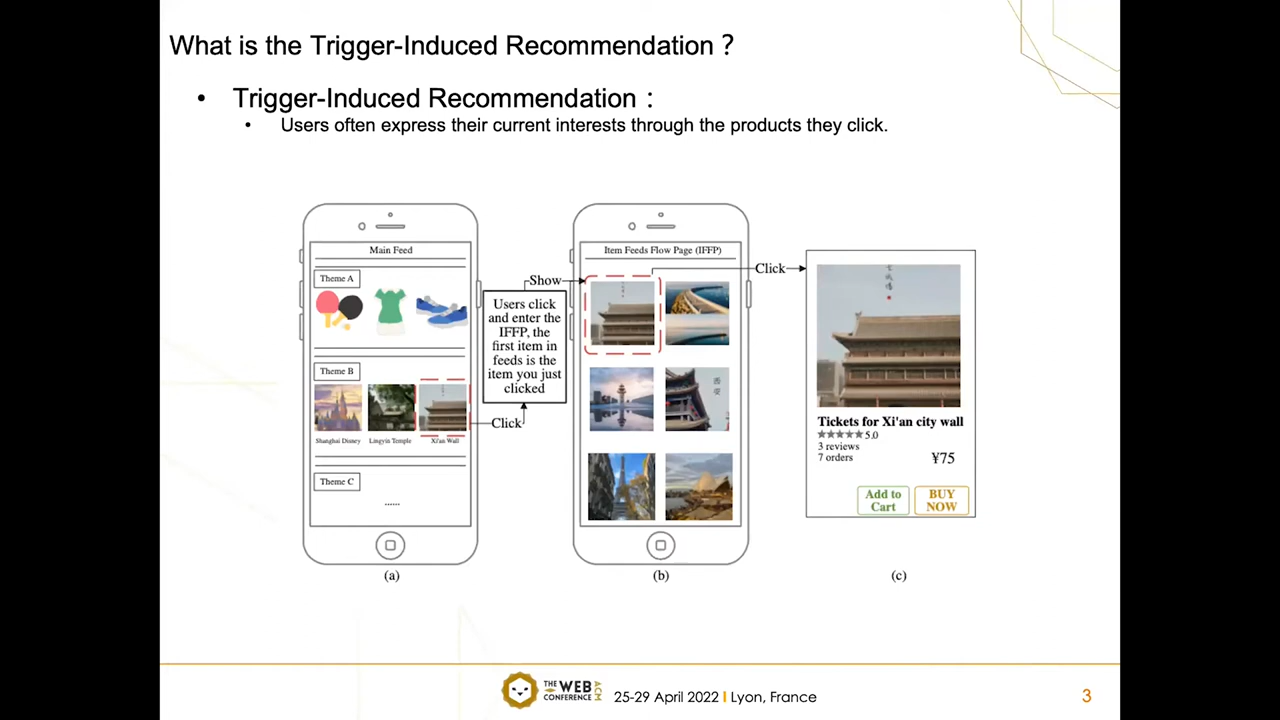 What is the Trigger-Induced Recommendation？
• Trigger-Induced Recommendation：
• Users often express their current interests through the products they click.
Main Feed
Theme A
Theme B
Shanghai Disney
Lingyin Temple
Xi'an Wall
Theme C
......
Click
Show
Users click
and enter the
IFFP, the
first item in
feeds is the
item you just
clicked
Item Feeds Flow Page (IFFP)
西
安
Click
Tickets for Xi'an city wall
★★★★★ 5.0
3 reviews
7 orders
¥75
Add to
Cart
BUY
NOW
(a)
(b)
(c)
THE WEB
CONFERENCE
ACM
25-29 April 2022 I Lyon, France
3